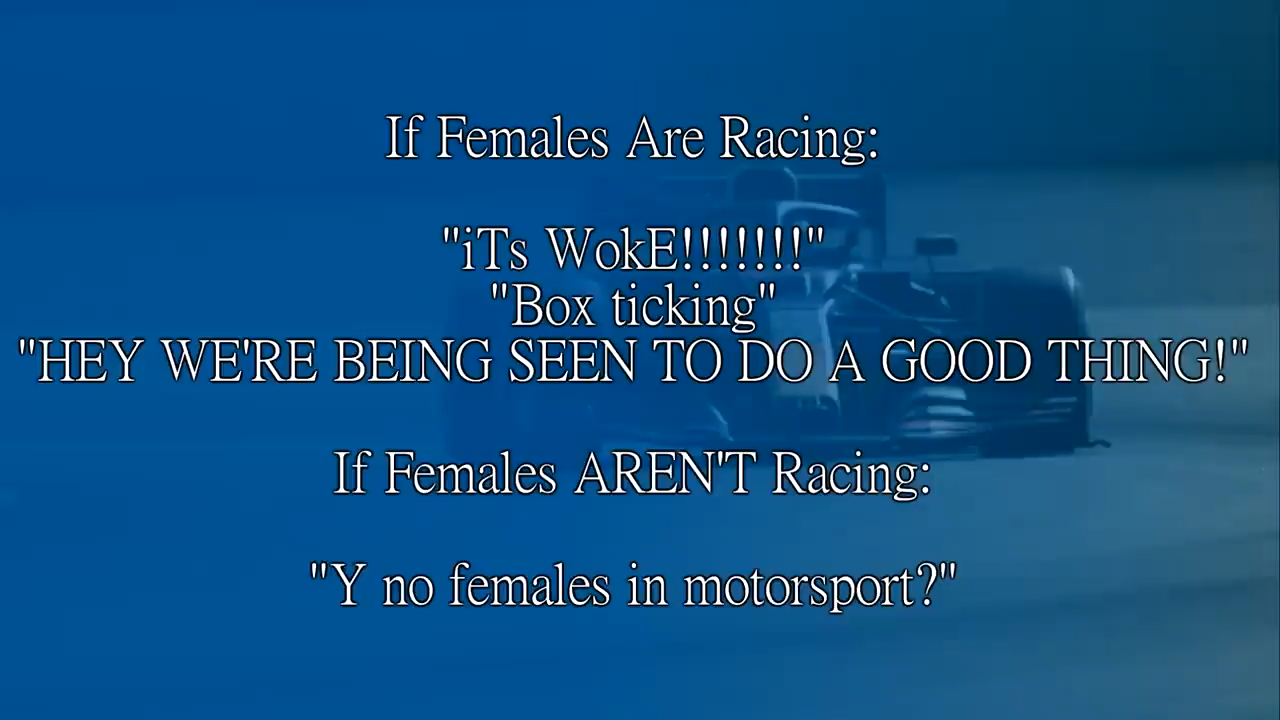 If Females Are Racing:
"iTs WokE!!!!!!!"
"Box ticking"
"HEY WE'RE BEING SEEN TO DO A GOOD THING!"
If Females AREN'T Racing:
"Y no females in motorsport?"